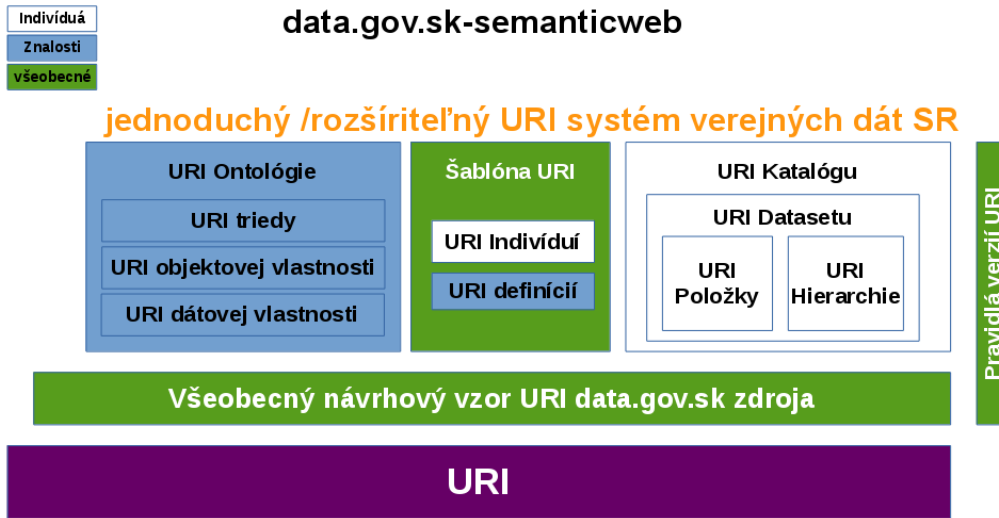 Indivíduá
Znalosti
všeobecné
data.gov.sk-semanticweb
jednoduchý /rozšíriteľný URI systém verejných dát SR
URI Ontológie
URI triedy
URI objektovej vlastnosti
URI dátovej vlastnosti
Šablóna URI
URI Indivíduí
URI definícií
URI Katalógu
URI Datasetu
URI
Položky
URI
Hierarchie
Pravidlá verzií URI
Všeobecný návrhový vzor URI data.gov.sk zdroja
URI